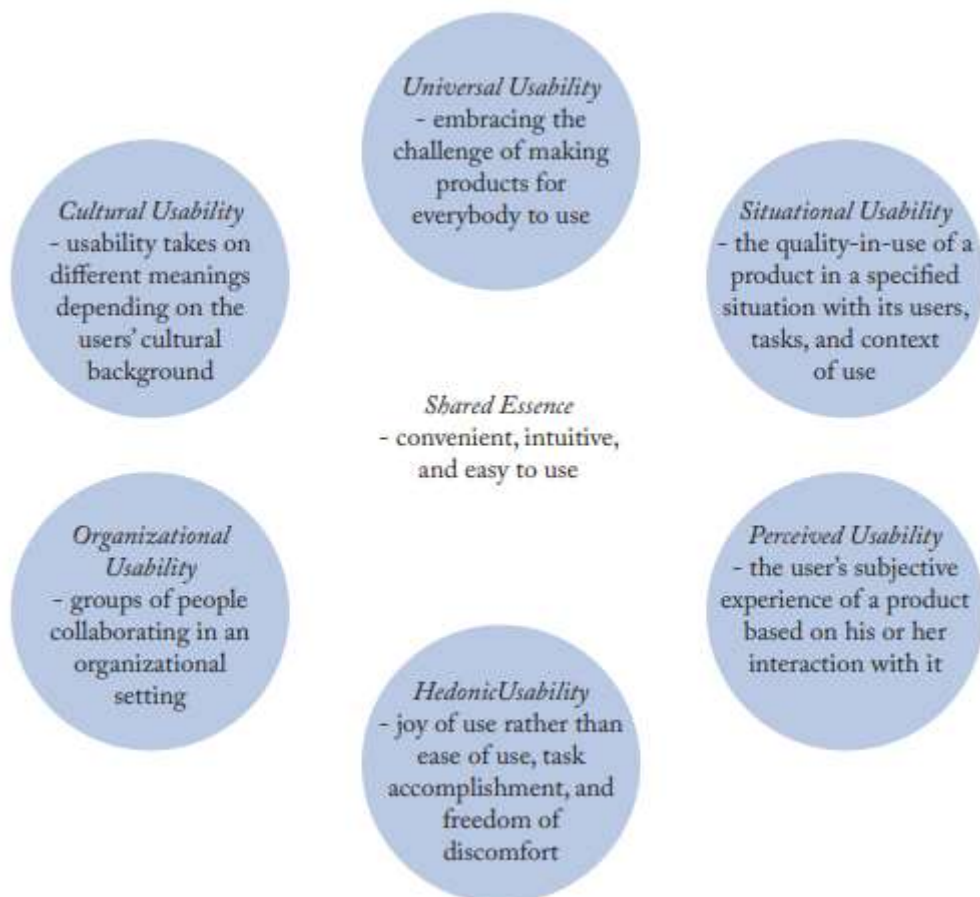 Universal Usability
- embracing the
challenge of making
products for
everybody to use
Cultural Usability
- usability takes on
different meanings
depending on the
users’ cultural
background
Situational Usability
- the quality-in-use of a
product in a specified
situation with its users,
tasks, and context
of use
Shared Essence
- convenient, intuitive,
and easy to use
Organizational
Usability
- groups of people
collaborating in an
organizational
setting
Perceived Usability
- the user’s subjective
experience of a product
based on his or her
interaction with it
HedonicUsability
- joy of use rather than
ease of use, task
accomplishment, and
freedom of
discomfort